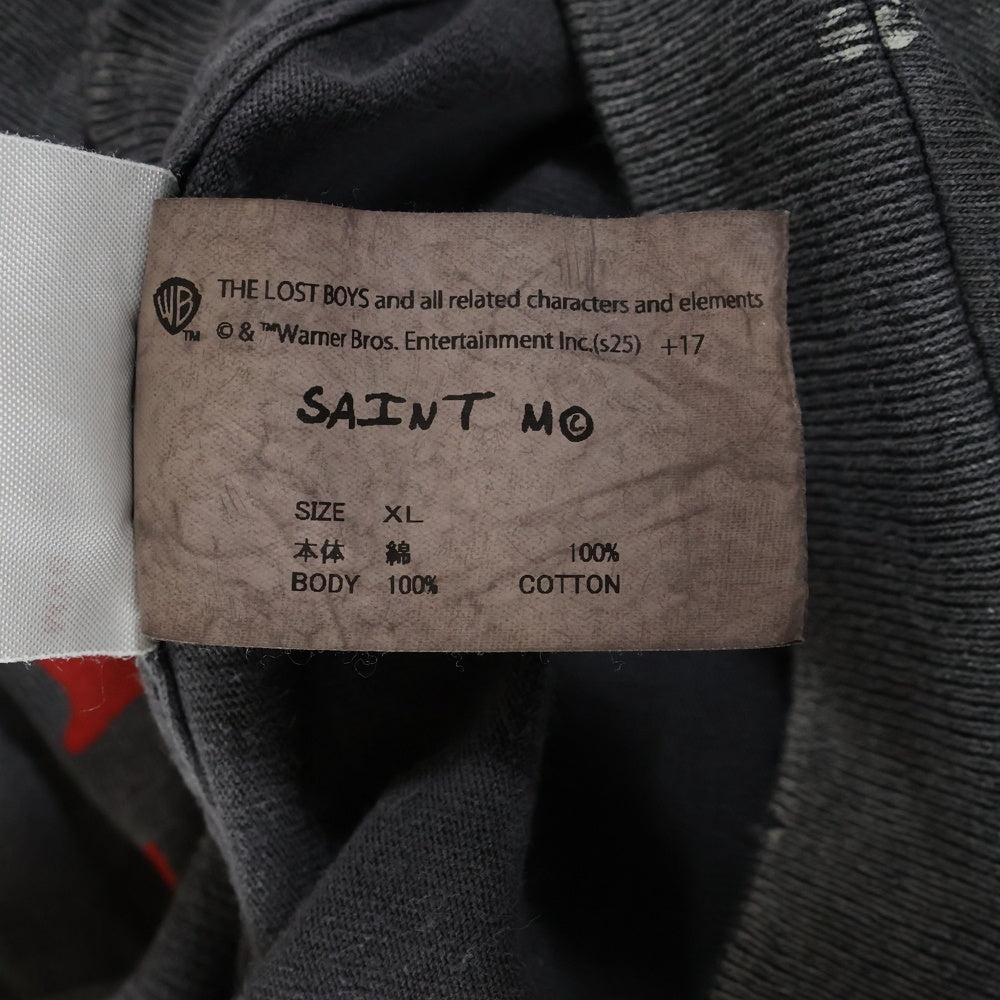 WB
TM
THE LOST BOYS and all related characters and elements
© & ™Warner Bros. Entertainment Inc.(s25) +17
SAINT M©
SIZE XL
本体 綿 100%
BODY 100% COTTON